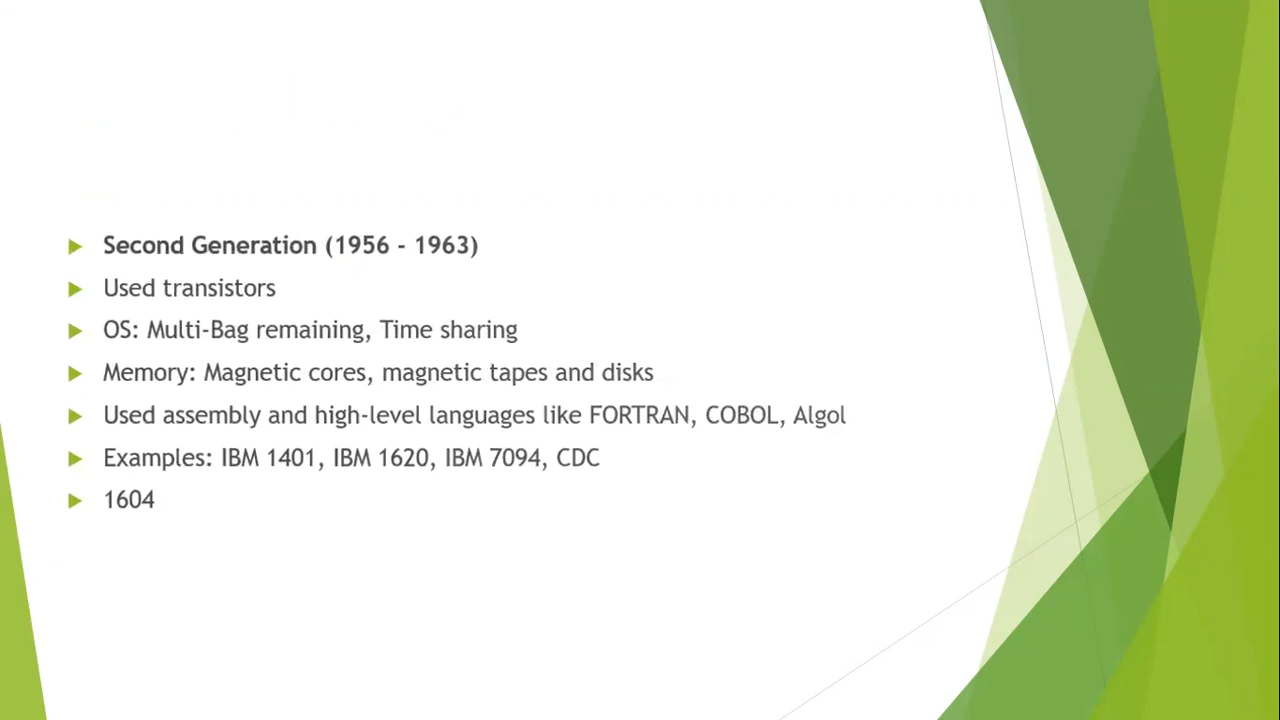 Second Generation (1956 - 1963)
Used transistors
OS: Multi-Bag remaining, Time sharing
Memory: Magnetic cores, magnetic tapes and disks
Used assembly and high-level languages like FORTRAN, COBOL, Algol
Examples: IBM 1401, IBM 1620, IBM 7094, CDC
1604